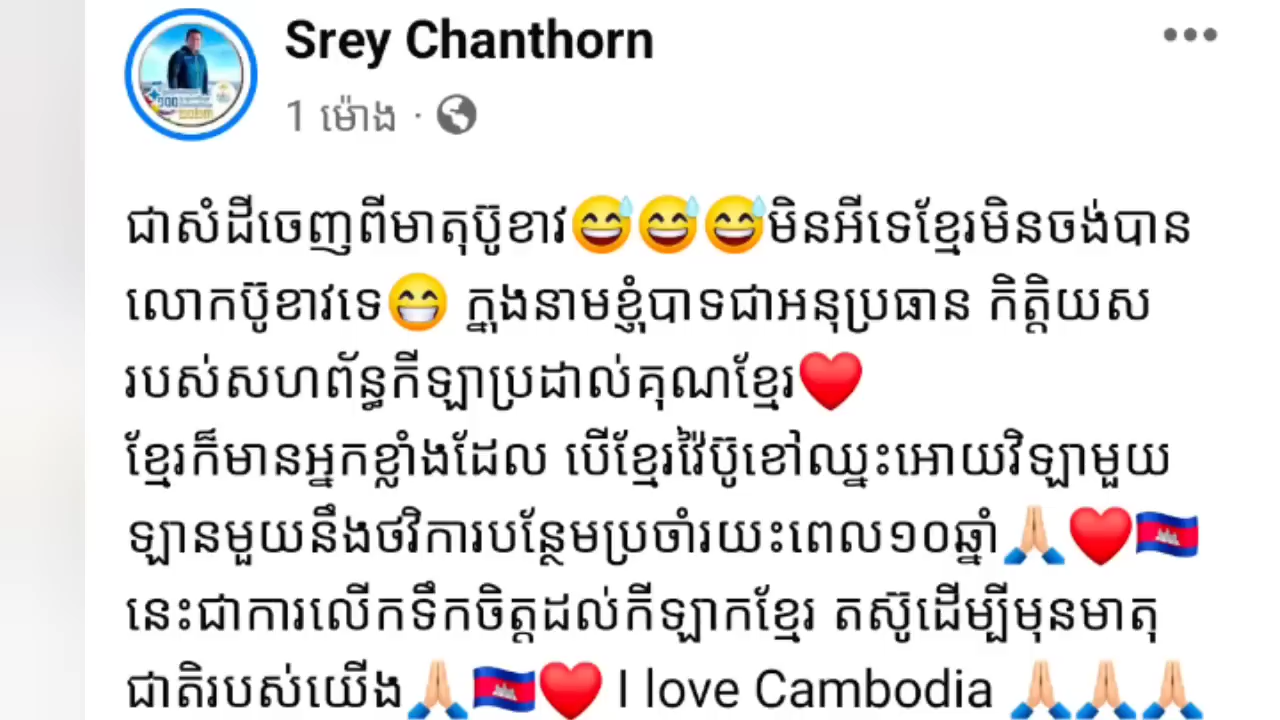 Srey Chanthorn
1 ម៉ោង ·
ជាសំដីចេញពីមាតុប៊ូខាវ😅😅😅មិនអីទេខ្មែរមិនចង់បាន
លោកប៊ូខាវទេ😁 ក្នុងនាមខ្ញុំបាទជាអនុប្រធាន កិត្តិយស
របស់សហព័ន្ធកីឡាប្រដាល់គុណខ្មែរ❤️
ខ្មែរក៏មានអ្នកខ្លាំងដែល បើខ្មែរវ៉ៃប៊ូខៅឈ្នះអោយវិឡាមួយ
ឡានមួយនឹងថវិការបន្ថែមប្រចាំរយះពេល១០ឆ្នាំ🙏🏻❤️🇰🇭
នេះជាការលើកទឹកចិត្តដល់កីឡាកខ្មែរ តស៊ូដើម្បីមុនមាតុ
ជាតិរបស់យើង🙏🏻🇰🇭❤️ I love Cambodia 🙏🏻🙏🏻🙏🏻